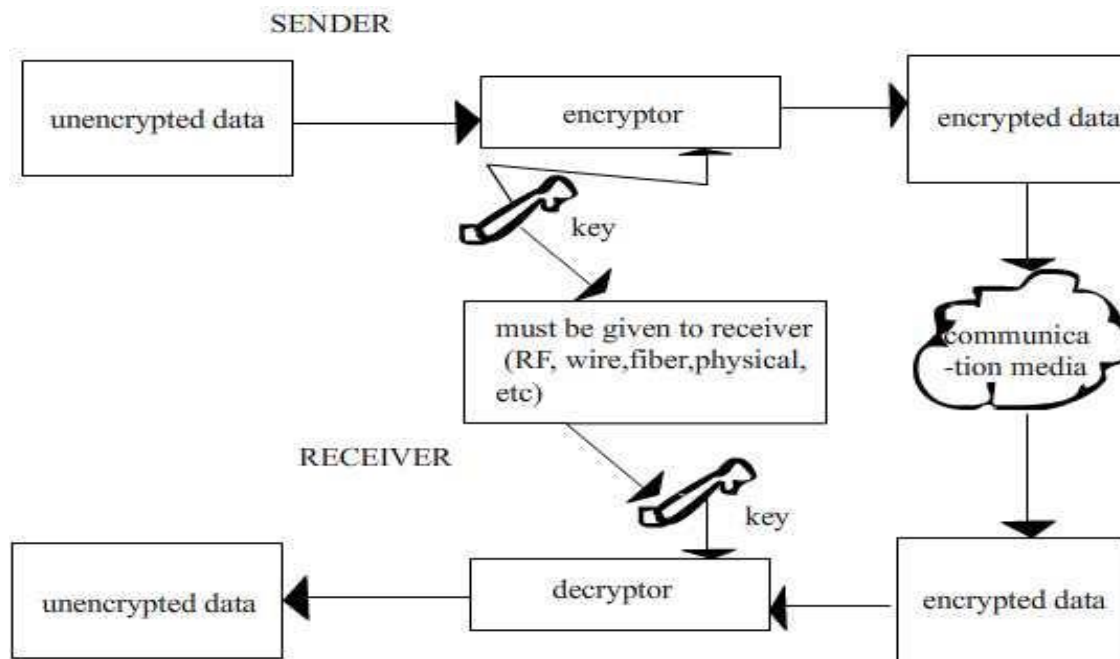 SENDER
unencrypted data
encryptor
encrypted data
key
must be given to receiver
(RF, wire,fiber,physical,
etc)
communica
-tion media
RECEIVER
key
unencrypted data
decryptor
encrypted data